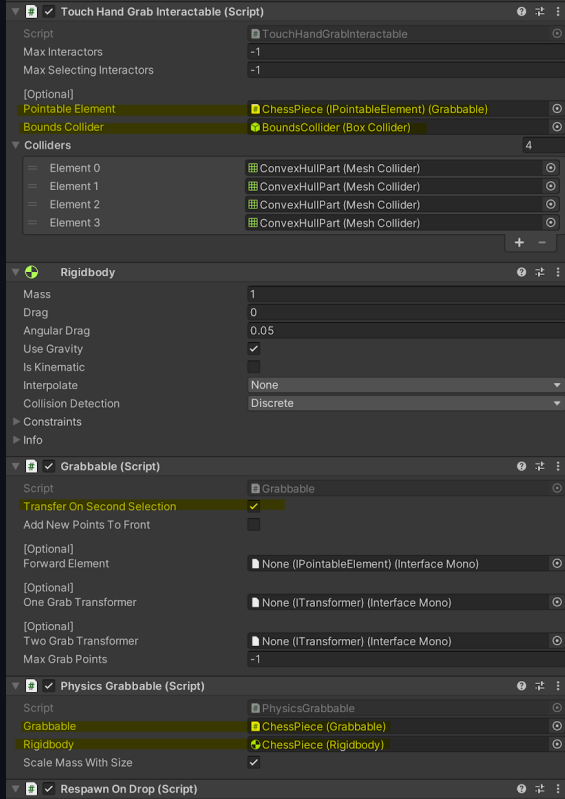 Touch Hand Grab Interactable (Script)
Script TouchHandGrabInteractable
Max Interactors -1
Max Selecting Interactors -1
[Optional]
Pointable Element ChessPiece (IPointableElement) (Grabbable)
Bounds Collider BoundsCollider (Box Collider)
Colliders 4
Element 0 ConvexHullPart (Mesh Collider)
Element 1 ConvexHullPart (Mesh Collider)
Element 2 ConvexHullPart (Mesh Collider)
Element 3 ConvexHullPart (Mesh Collider)
+ -
Rigidbody
Mass 1
Drag 0
Angular Drag 0.05
Use Gravity
Is Kinematic
Interpolate None
Collision Detection Discrete
Constraints
Info
# Grabbable (Script)
Script Grabbable
Transfer On Second Selection
Add New Points To Front
[Optional]
Forward Element None (IPointableElement) (Interface Mono)
[Optional]
One Grab Transformer None (ITransformer) (Interface Mono)
[Optional]
Two Grab Transformer None (ITransformer) (Interface Mono)
Max Grab Points -1
# Physics Grabbable (Script)
Script PhysicsGrabbable
Grabbable ChessPiece (Grabbable)
Rigidbody ChessPiece (Rigidbody)
Scale Mass With Size
# Respawn On Drop (Script)